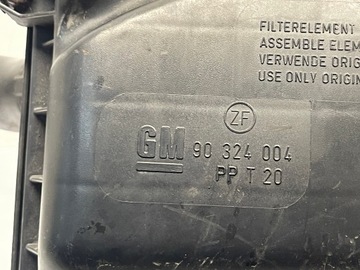 FILTERELEMENT
ASSEMBLE ELEM
VERWENDE ORIG
USE ONLY ORIGIN
ZF
GM 90 324 004
PP T 20